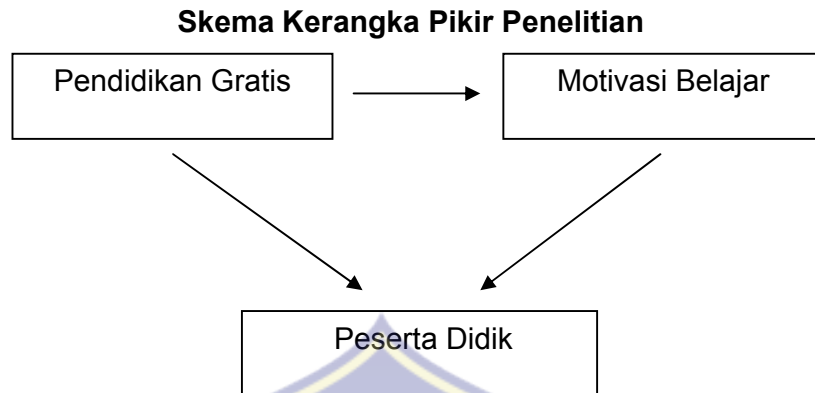 Skema Kerangka Pikir Penelitian
Pendidikan Gratis
Motivasi Belajar
Peserta Didik